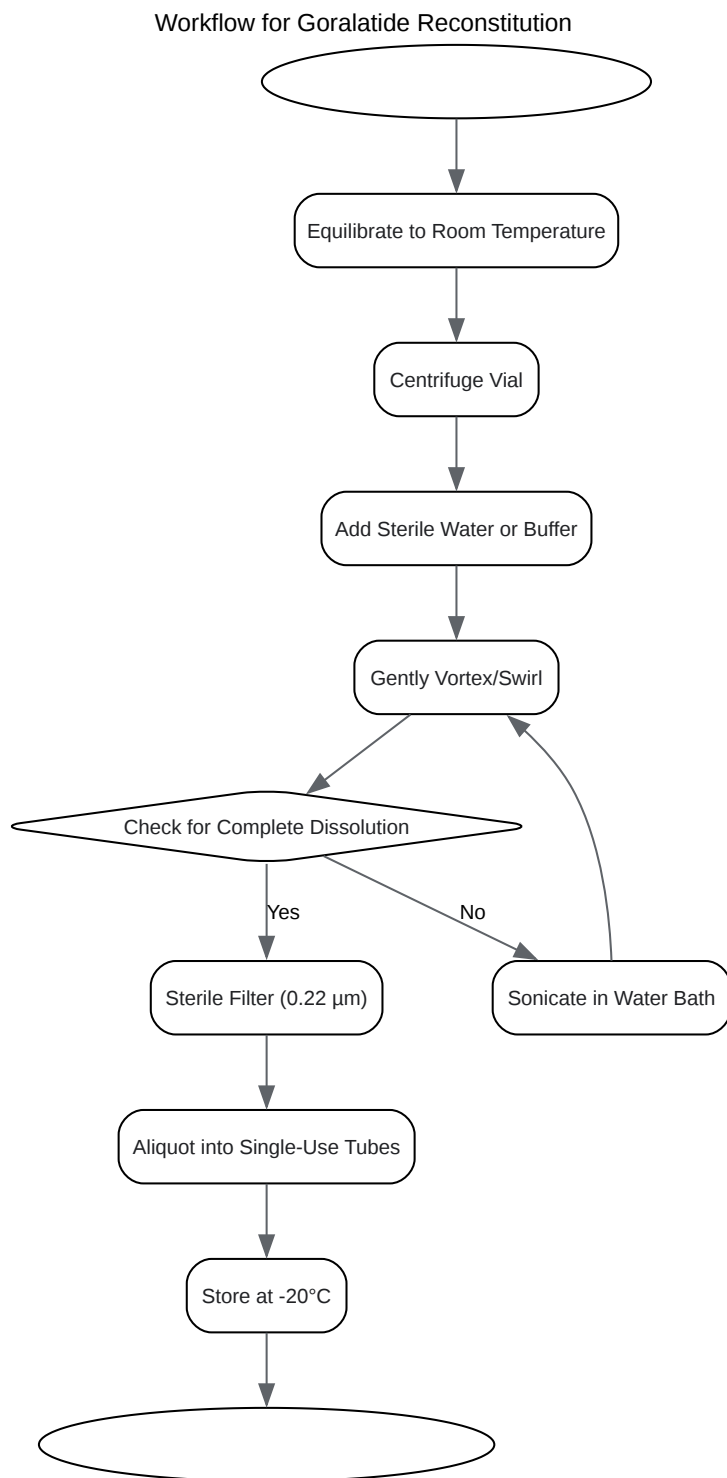 Workflow for Goralatide Reconstitution
Equilibrate to Room Temperature
Centrifuge Vial
Add Sterile Water or Buffer
Gently Vortex/Swirl
Check for Complete Dissolution
Yes
No
Sterile Filter (0.22 µm)
Sonicate in Water Bath
Aliquot into Single-Use Tubes
Store at -20°C